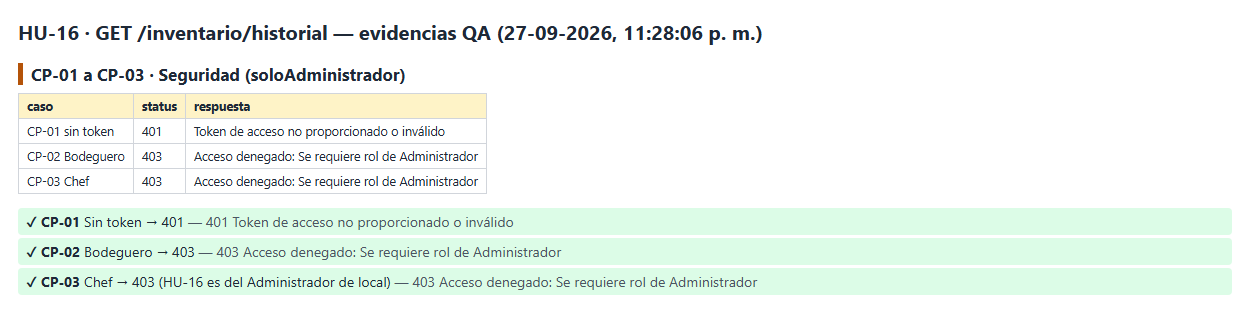 HU-16 · GET /inventario/historial — evidencias QA (27-09-2026, 11:28:06 p. m.)
CP-01 a CP-03 · Seguridad (soloAdministrador)
caso status respuesta
CP-01 sin token 401 Token de acceso no proporcionado o inválido
CP-02 Bodeguero 403 Acceso denegado: Se requiere rol de Administrador
CP-03 Chef 403 Acceso denegado: Se requiere rol de Administrador
✓ CP-01 Sin token → 401 — 401 Token de acceso no proporcionado o inválido
✓ CP-02 Bodeguero → 403 — 403 Acceso denegado: Se requiere rol de Administrador
✓ CP-03 Chef → 403 (HU-16 es del Administrador de local) — 403 Acceso denegado: Se requiere rol de Administrador